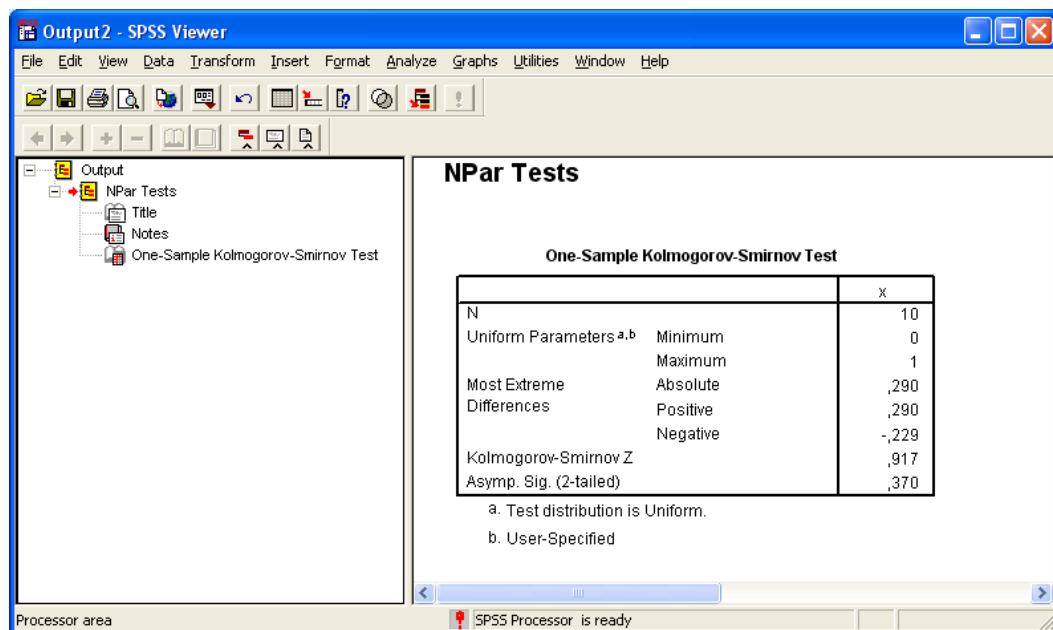 Output2 - SPSS Viewer
File Edit View Data Transform Insert Format Analyze Graphs Utilities Window Help
Output
NPar Tests
Title
Notes
One-Sample Kolmogorov-Smirnov Test
NPar Tests
One-Sample Kolmogorov-Smirnov Test
x
N 10
Uniform Parameters a,b Minimum 0
Maximum 1
Most Extreme Absolute ,290
Differences Positive ,290
Negative -,229
Kolmogorov-Smirnov Z ,917
Asymp. Sig. (2-tailed) ,370
a. Test distribution is Uniform.
b. User-Specified
Processor area SPSS Processor is ready